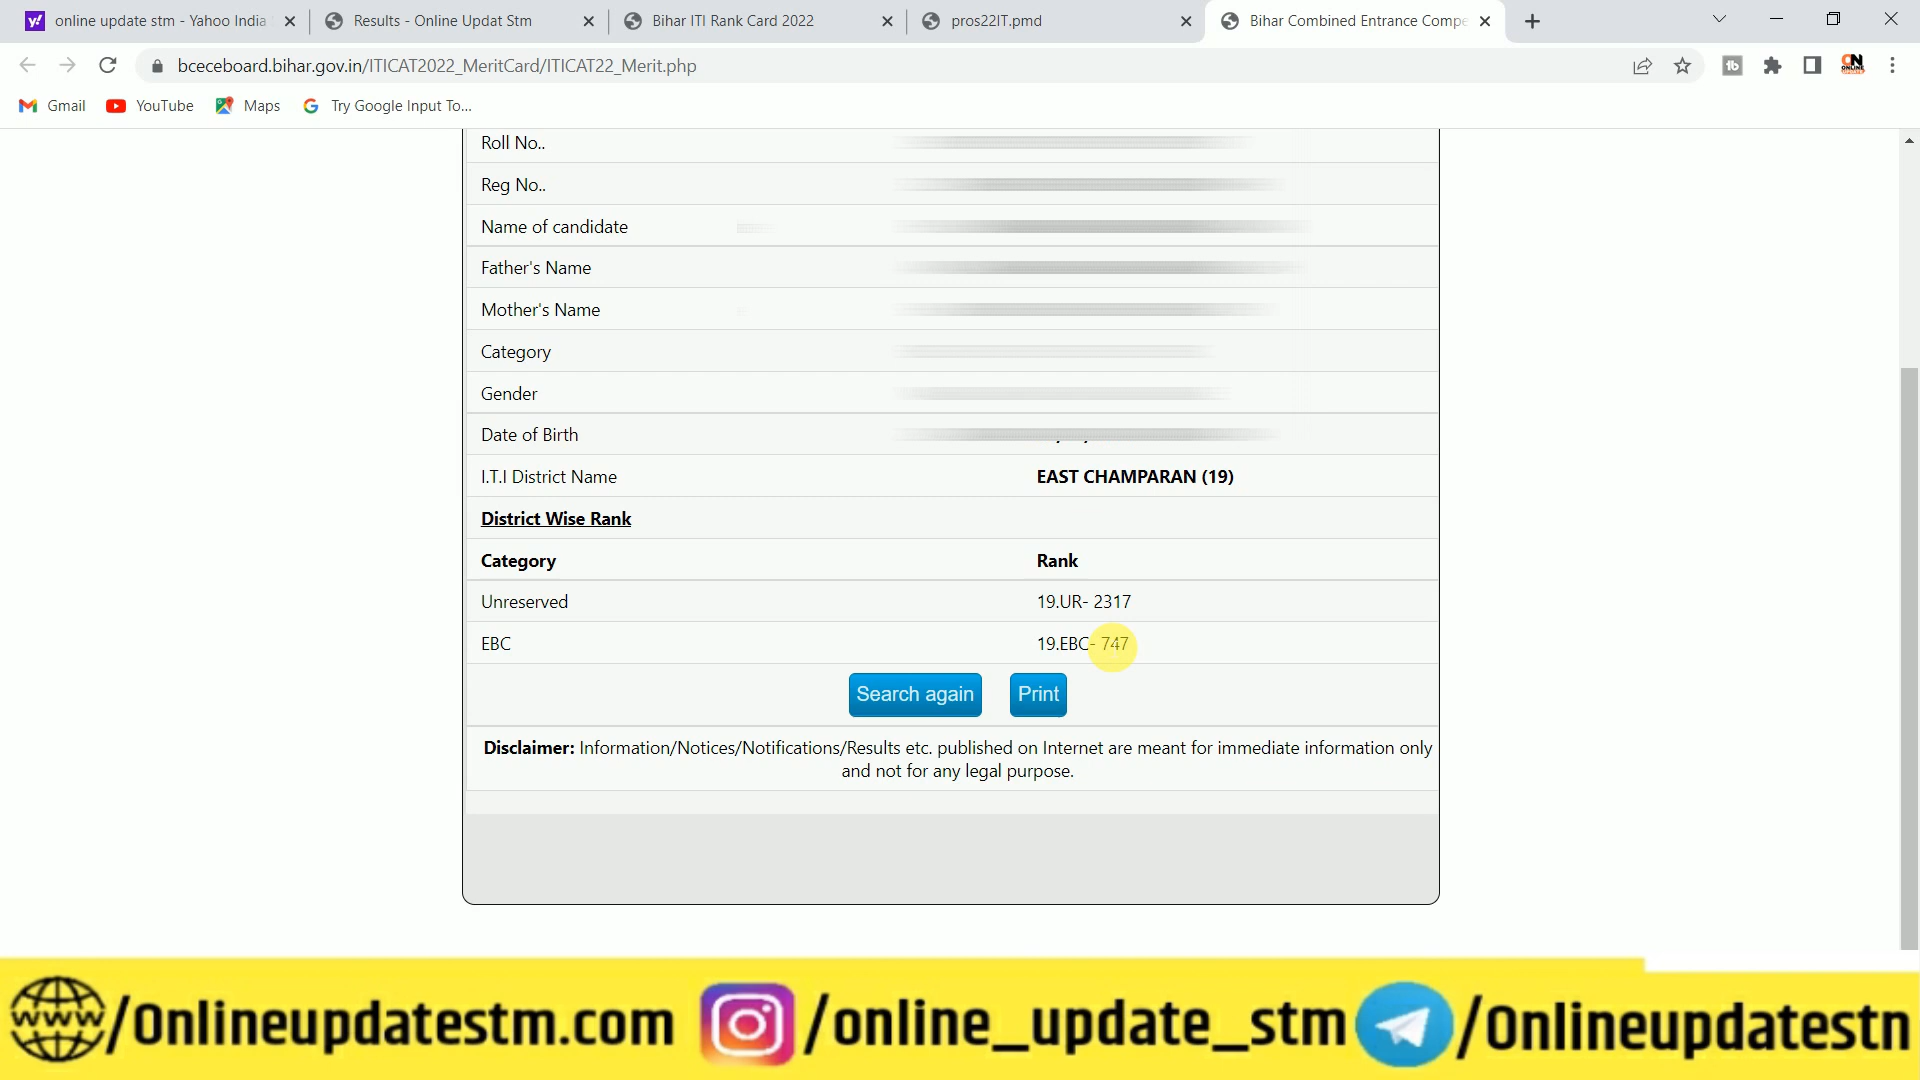 online update stm - Yahoo India
Results - Online Updat Stm
Bihar ITI Rank Card 2022
pros22IT.pmd
Bihar Combined Entrance Compe
bceceboard.bihar.gov.in/ITICAT2022_MeritCard/ITICAT22_Merit.php
Gmail
YouTube
Maps
Try Google Input To...
Roll No..
Reg No..
Name of candidate
Father's Name
Mother's Name
Category
Gender
Date of Birth
I.T.I District Name EAST CHAMPARAN (19)
District Wise Rank
Category Rank
Unreserved 19.UR- 2317
EBC 19.EBC- 747
Search again Print
Disclaimer: Information/Notices/Notifications/Results etc. published on Internet are meant for immediate information only
and not for any legal purpose.
www/Onlineupdatestm.com /online_update_stm /Onlineupdatestn